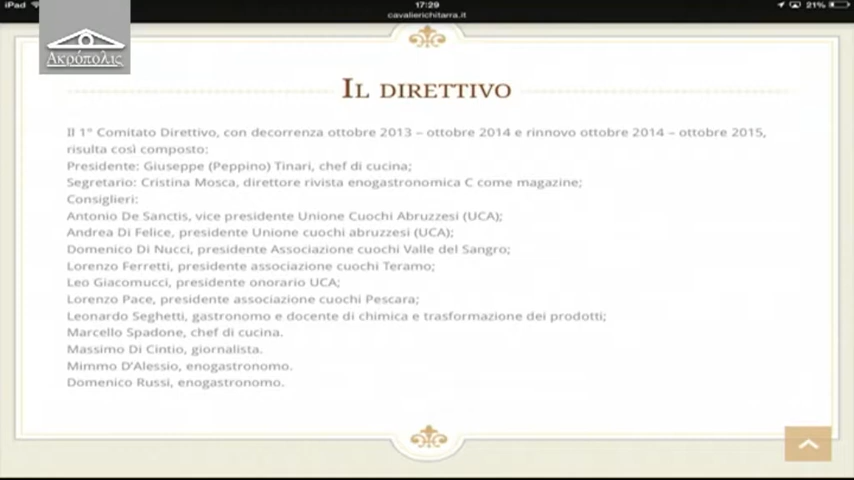 iPad
17:29
21%
cavalierichitarra.it
Ακρόπολις
IL DIRETTIVO
Il 1° Comitato Direttivo, con decorrenza ottobre 2013 – ottobre 2014 e rinnovo ottobre 2014 – ottobre 2015,
risulta così composto:
Presidente: Giuseppe (Peppino) Tinari, chef di cucina;
Segretario: Cristina Mosca, direttore rivista enogastronomica C come magazine;
Consiglieri:
Antonio De Sanctis, vice presidente Unione Cuochi Abruzzesi (UCA);
Andrea Di Felice, presidente Unione cuochi abruzzesi (UCA);
Domenico Di Nucci, presidente Associazione cuochi Valle del Sangro;
Lorenzo Ferretti, presidente associazione cuochi Teramo;
Leo Giacomucci, presidente onorario UCA;
Lorenzo Pace, presidente associazione cuochi Pescara;
Leonardo Seghetti, gastronomo e docente di chimica e trasformazione dei prodotti;
Marcello Spadone, chef di cucina.
Massimo Di Cintio, giornalista.
Mimmo D'Alessio, enogastronomo.
Domenico Russi, enogastronomo.